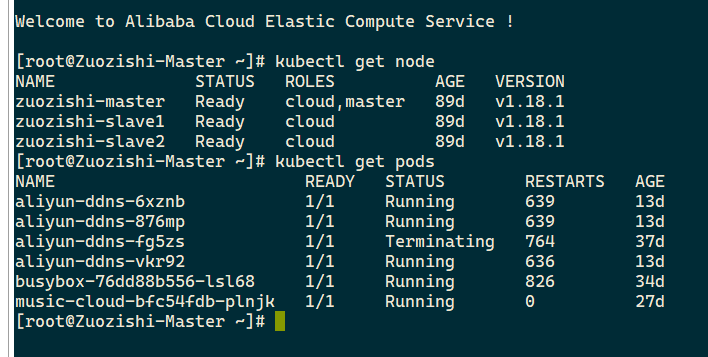 Welcome to Alibaba Cloud Elastic Compute Service !
[root@Zuozishi-Master ~]# kubectl get node
NAME STATUS ROLES AGE VERSION
zuozishi-master Ready cloud,master 89d v1.18.1
zuozishi-slave1 Ready cloud 89d v1.18.1
zuozishi-slave2 Ready cloud 89d v1.18.1
[root@Zuozishi-Master ~]# kubectl get pods
NAME READY STATUS RESTARTS AGE
aliyun-ddns-6xznb 1/1 Running 639 13d
aliyun-ddns-876mp 1/1 Running 639 13d
aliyun-ddns-fg5zs 1/1 Terminating 764 37d
aliyun-ddns-vkr92 1/1 Running 636 13d
busybox-76dd88b556-lsl68 1/1 Running 826 34d
music-cloud-bfc54fdb-plnjk 1/1 Running 0 27d
[root@Zuozishi-Master ~]#